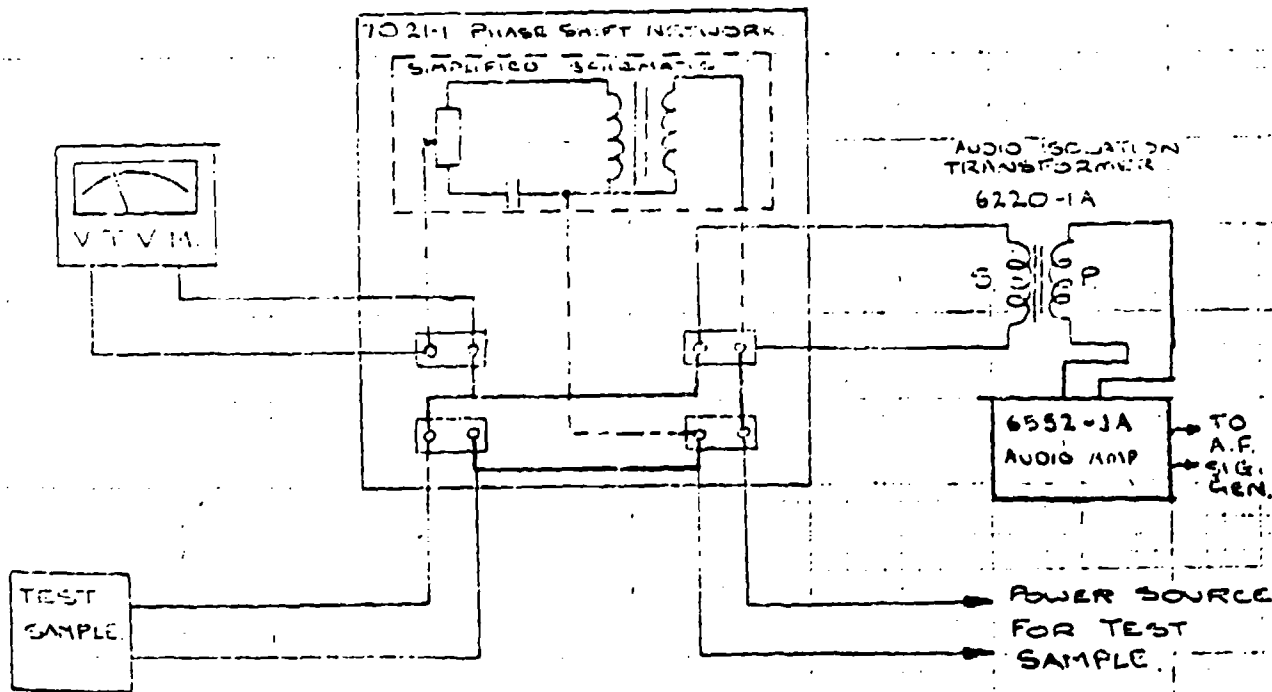 7021-1 PHASE SHIFT NETWORK
SIMPLIFIED SCHEMATIC
V T V M.
AUDIO ISOLATION
TRANSFORMER
6220-1A
S. P.
6552-1A
AUDIO AMP
TO
A.F.
SIG.
GEN.
TEST
SAMPLE.
POWER SOURCE
FOR TEST
SAMPLE.